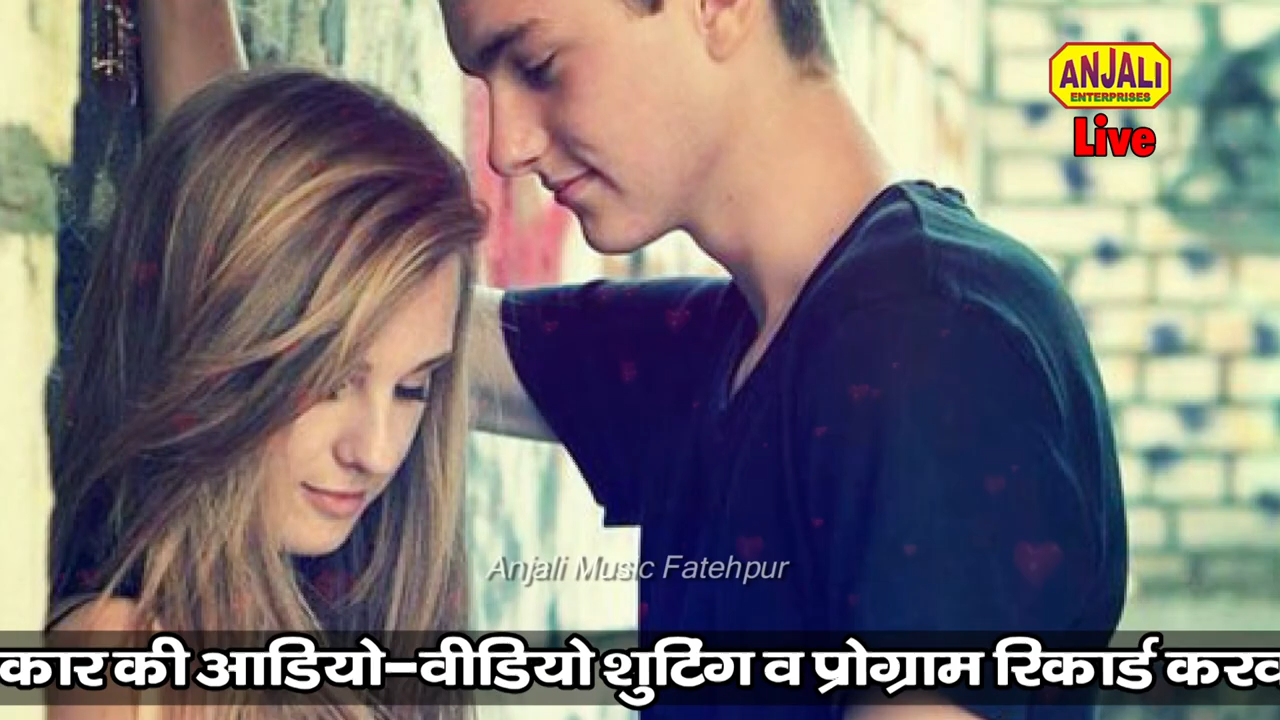 ANJALI
ENTERPRISES
Live
Anjali Music Fatehpur
कार की आडियो-वीडियो शुटिंग व प्रोग्राम रिकार्ड करव